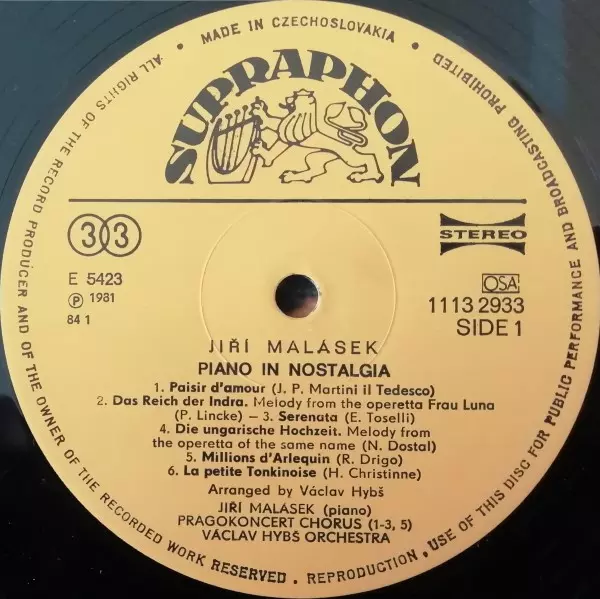 MADE IN CZECHOSLOVAKIA • ALL RIGHTS OF THE RECORD PRODUCER AND OF THE OWNER OF THE RECORDED WORK RESERVED. REPRODUCTION, USE OF THIS DISC FOR PUBLIC PERFORMANCE AND BROADCASTING PROHIBITED •
SUPRAPHON
33
STEREO
E 5423
℗ 1981
84 1
OSA
1113 2933
SIDE 1
JIŘÍ MALÁSEK
PIANO IN NOSTALGIA
1. Paisir d'amour (J. P. Martini il Tedesco)
2. Das Reich der Indra. Melody from the operetta Frau Luna
(P. Lincke) – 3. Serenata (E. Toselli)
4. Die ungarische Hochzeit. Melody from
the operetta of the same name (N. Dostal)
5. Millions d'Arlequin (R. Drigo)
6. La petite Tonkinoise (H. Christinne)
Arranged by Václav Hybš
JIŘÍ MALÁSEK (piano)
PRAGOKONCERT CHORUS (1-3, 5)
VÁCLAV HYBŠ ORCHESTRA